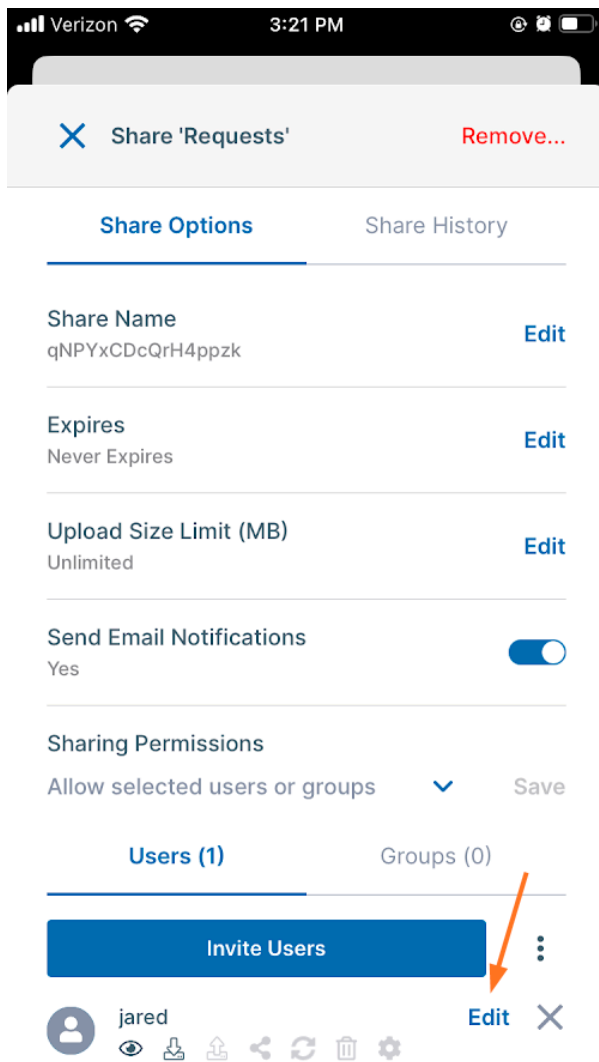 Verizon 3:21 PM
Share 'Requests' Remove...
Share Options Share History
Share Name
qNPYxCDcQrH4ppzk
Edit
Expires
Never Expires
Edit
Upload Size Limit (MB)
Unlimited
Edit
Send Email Notifications
Yes
Sharing Permissions
Allow selected users or groups Save
Users (1) Groups (0)
Invite Users
jared Edit